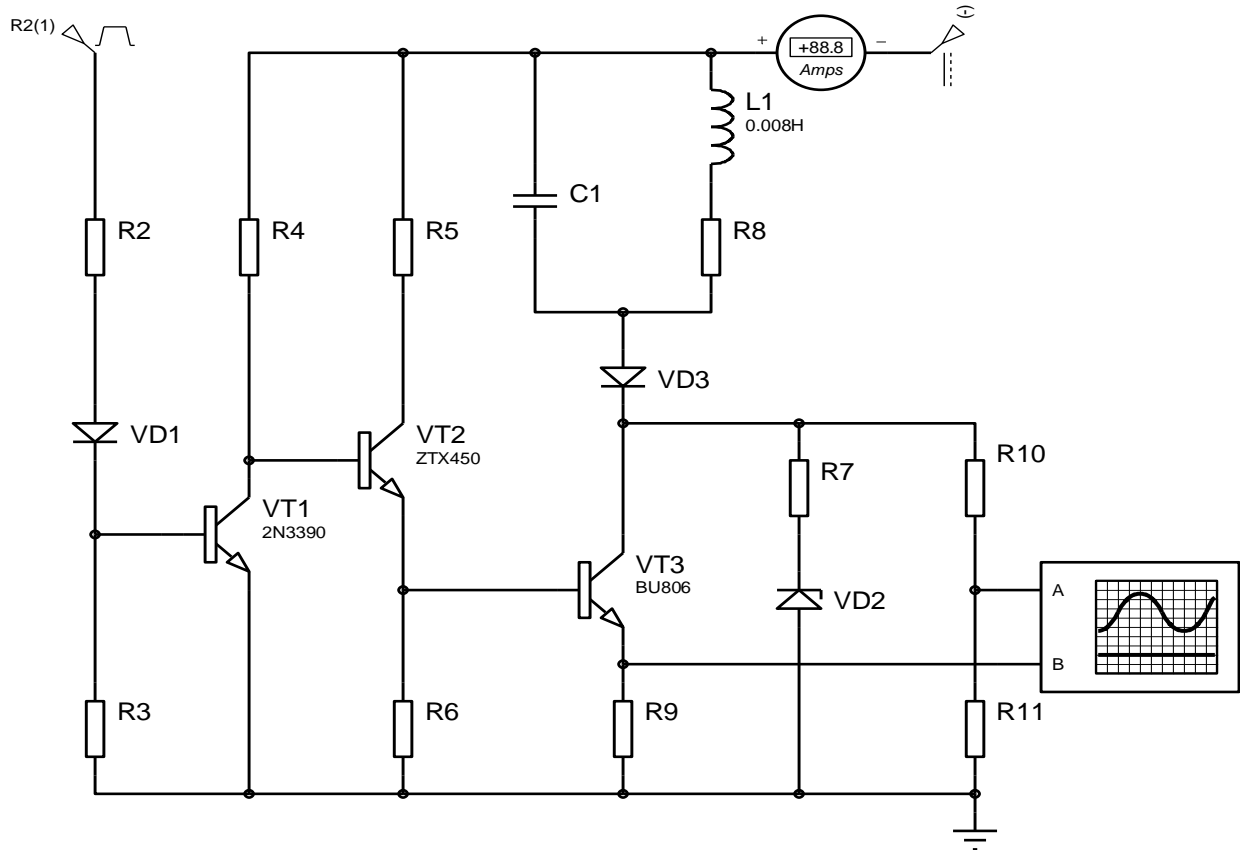 R2(1)
(-)
+
+88.8
Amps
−
L1
0.008H
C1
R2
R4
R5
R8
VD3
VD1
VT2
ZTX450
R7
R10
VT1
2N3390
VT3
BU806
VD2
A
B
R3
R6
R9
R11